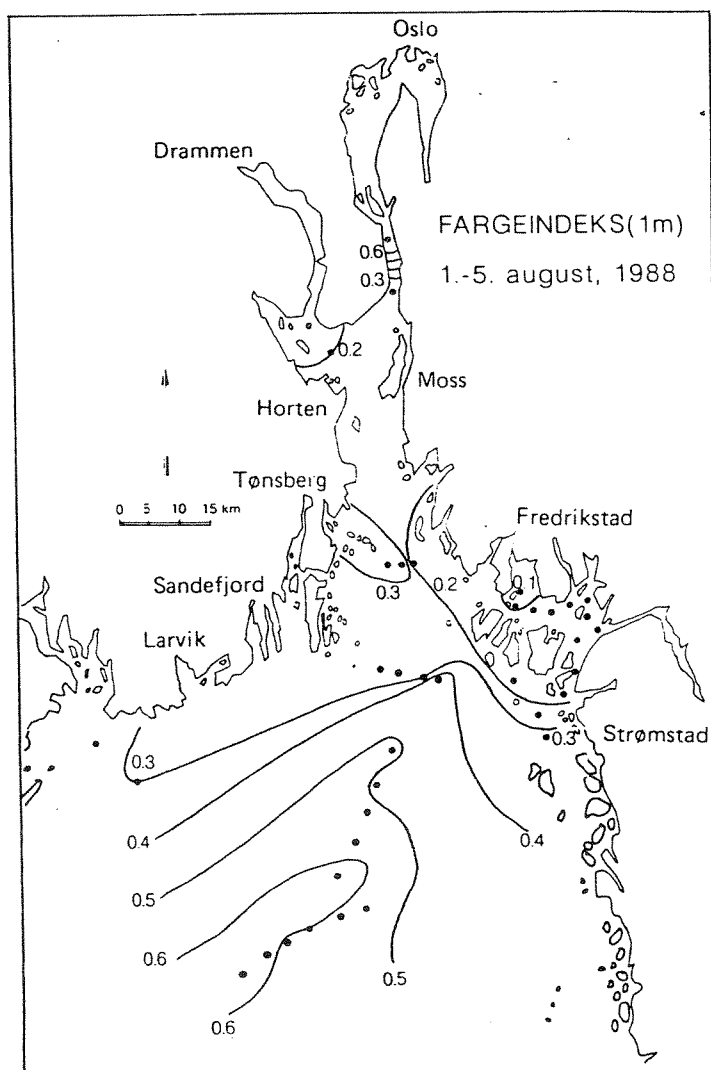 Oslo
Drammen
FARGEINDEKS(1m)
0.6
0.3
1.-5. august, 1988
0.2
Moss
Horten
Tønsberg
0 5 10 15 km
Fredrikstad
0.3
0.2
0.1
Sandefjord
Larvik
0.3
Strømstad
0.3
0.4
0.4
0.5
0.6
0.5
0.6